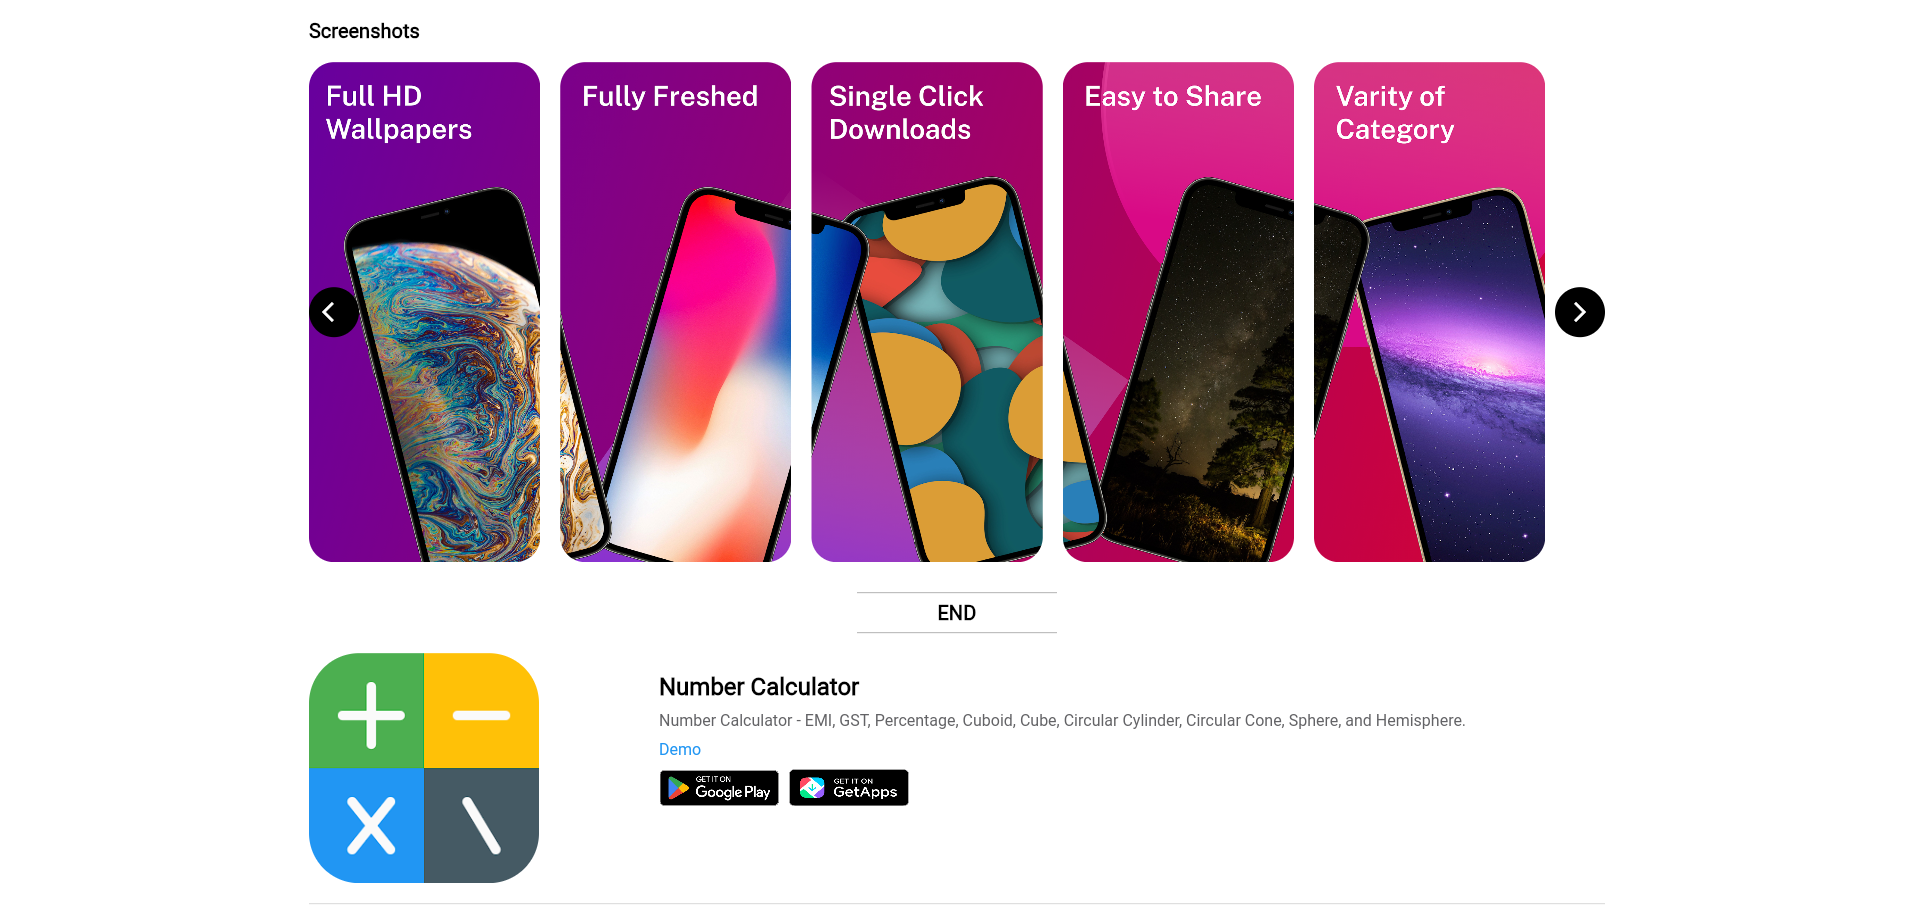 Screenshots
Full HD
Wallpapers
Fully Freshed
Single Click
Downloads
Easy to Share
Varity of
Category
END
Number Calculator
Number Calculator - EMI, GST, Percentage, Cuboid, Cube, Circular Cylinder, Circular Cone, Sphere, and Hemisphere.
Demo
GET IT ON
Google Play
GET IT ON
GetApps